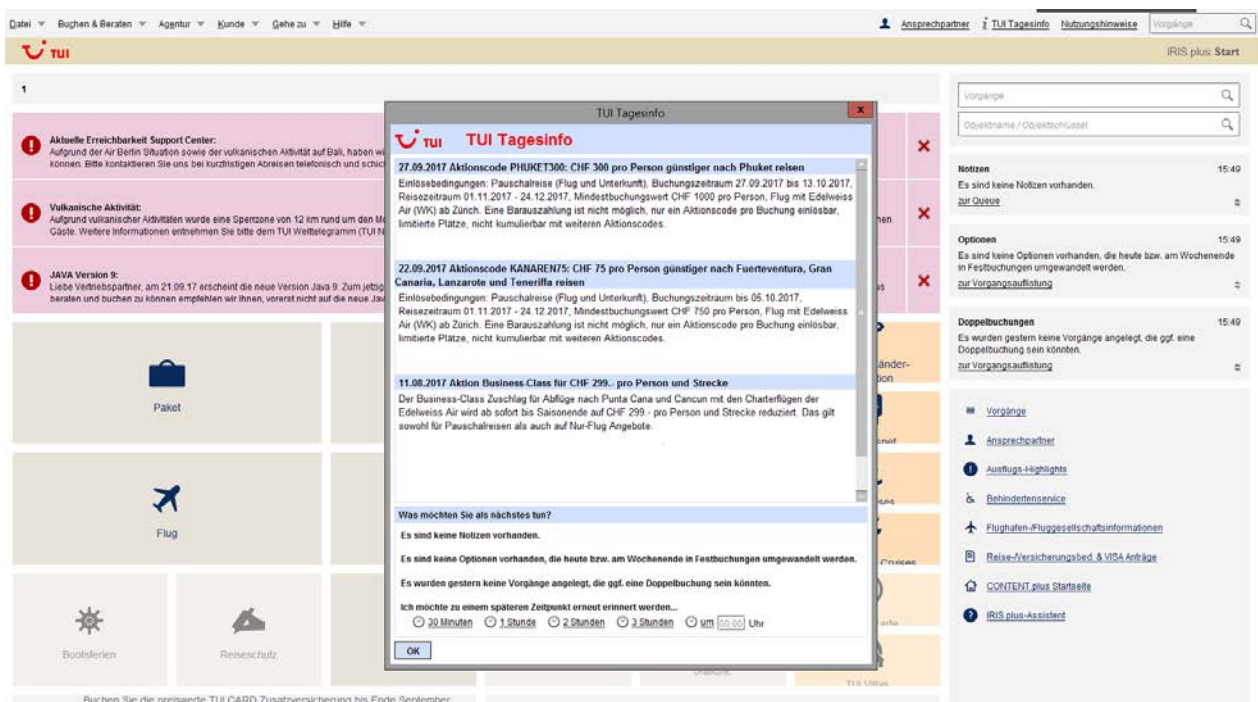 Datei Buchen & Beraten Agentur Kunde Gehe zu Hilfe
Ansprechpartner TUI Tagesinfo Nutzungshinweise Vorgänge
TUI
IRIS plus Start
1
Aktuelle Erreichbarkeit Support Center:
Aufgrund der Air Berlin Situation sowie der vulkanischen Aktivität auf Bali, haben
können. Bitte kontaktieren Sie uns bei kurzfristigen Abreisen telefonisch und
Vulkanische Aktivität:
Aufgrund vulkanischer Aktivitäten wurde eine Sperrzone von 12 km rund um den
Gäste. Weitere Informationen entnehmen Sie bitte dem TUI Welttelegramm (TUI
JAVA Version 9:
Liebe Vertriebspartner, am 21.09.17 erscheint die neue Version Java 9. Zum
beraten und buchen zu können empfehlen wir Ihnen, vorerst nicht auf die neue
Paket
Flug
Bootsferien
Reiseschutz
Buchen Sie die preiswerte TUI CARD Zusatzversicherung bis Ende September
TUI Tagesinfo
TUI TUI Tagesinfo
27.09.2017 Aktionscode PHUKET300: CHF 300 pro Person günstiger nach Phuket reisen
Einlösebedingungen: Pauschalreise (Flug und Unterkunft), Buchungszeitraum 27.09.2017 bis 13.10.2017,
Reisezeitraum 01.11.2017 - 24.12.2017, Mindestbuchungswert CHF 1000 pro Person, Flug mit Edelweiss
Air (WK) ab Zürich. Eine Barauszahlung ist nicht möglich, nur ein Aktionscode pro Buchung einlösbar,
limitierte Plätze, nicht kumulierbar mit weiteren Aktionscodes.
22.09.2017 Aktionscode KANAREN75: CHF 75 pro Person günstiger nach Fuerteventura, Gran
Canaria, Lanzarote und Teneriffa reisen
Einlösebedingungen: Pauschalreise (Flug und Unterkunft), Buchungszeitraum bis 05.10.2017,
Reisezeitraum 01.11.2017 - 24.12.2017, Mindestbuchungswert CHF 750 pro Person, Flug mit Edelweiss
Air (WK) ab Zürich. Eine Barauszahlung ist nicht möglich, nur ein Aktionscode pro Buchung einlösbar,
limitierte Plätze, nicht kumulierbar mit weiteren Aktionscodes.
11.08.2017 Aktion Business-Class für CHF 299.- pro Person und Strecke
Der Business-Class Zuschlag für Abflüge nach Punta Cana und Cancun mit den Charterflügen der
Edelweiss Air wird ab sofort bis Saisonende auf CHF 299.- pro Person und Strecke reduziert. Das gilt
sowohl für Pauschalreisen als auch auf Nur-Flug Angebote.
Was möchten Sie als nächstes tun?
Es sind keine Notizen vorhanden.
Es sind keine Optionen vorhanden, die heute bzw. am Wochenende in Festbuchungen umgewandelt werden.
Es wurden gestern keine Vorgänge angelegt, die ggf. eine Doppelbuchung sein könnten.
Ich möchte zu einem späteren Zeitpunkt erneut erinnert werden...
30 Minuten 1 Stunde 2 Stunden 3 Stunden um 00:00 Uhr
OK
änder-
TUI Villas
Vorgänge
Objektname / Objektschlüssel
Notizen 15:49
Es sind keine Notizen vorhanden.
zur Queue
Optionen 15:49
Es sind keine Optionen vorhanden, die heute bzw. am Wochenende
in Festbuchungen umgewandelt werden.
zur Vorgangsauflistung
Doppelbuchungen 15:49
Es wurden gestern keine Vorgänge angelegt, die ggf. eine
Doppelbuchung sein könnten.
zur Vorgangsauflistung
Vorgänge
Ansprechpartner
Ausflugs-Highlights
Behindertenservice
Flughafen-/Fluggesellschaftsinformationen
Reise-/Versicherungsbed. & VISA Anträge
CONTENT.plus Startseite
IRIS.plus-Assistent